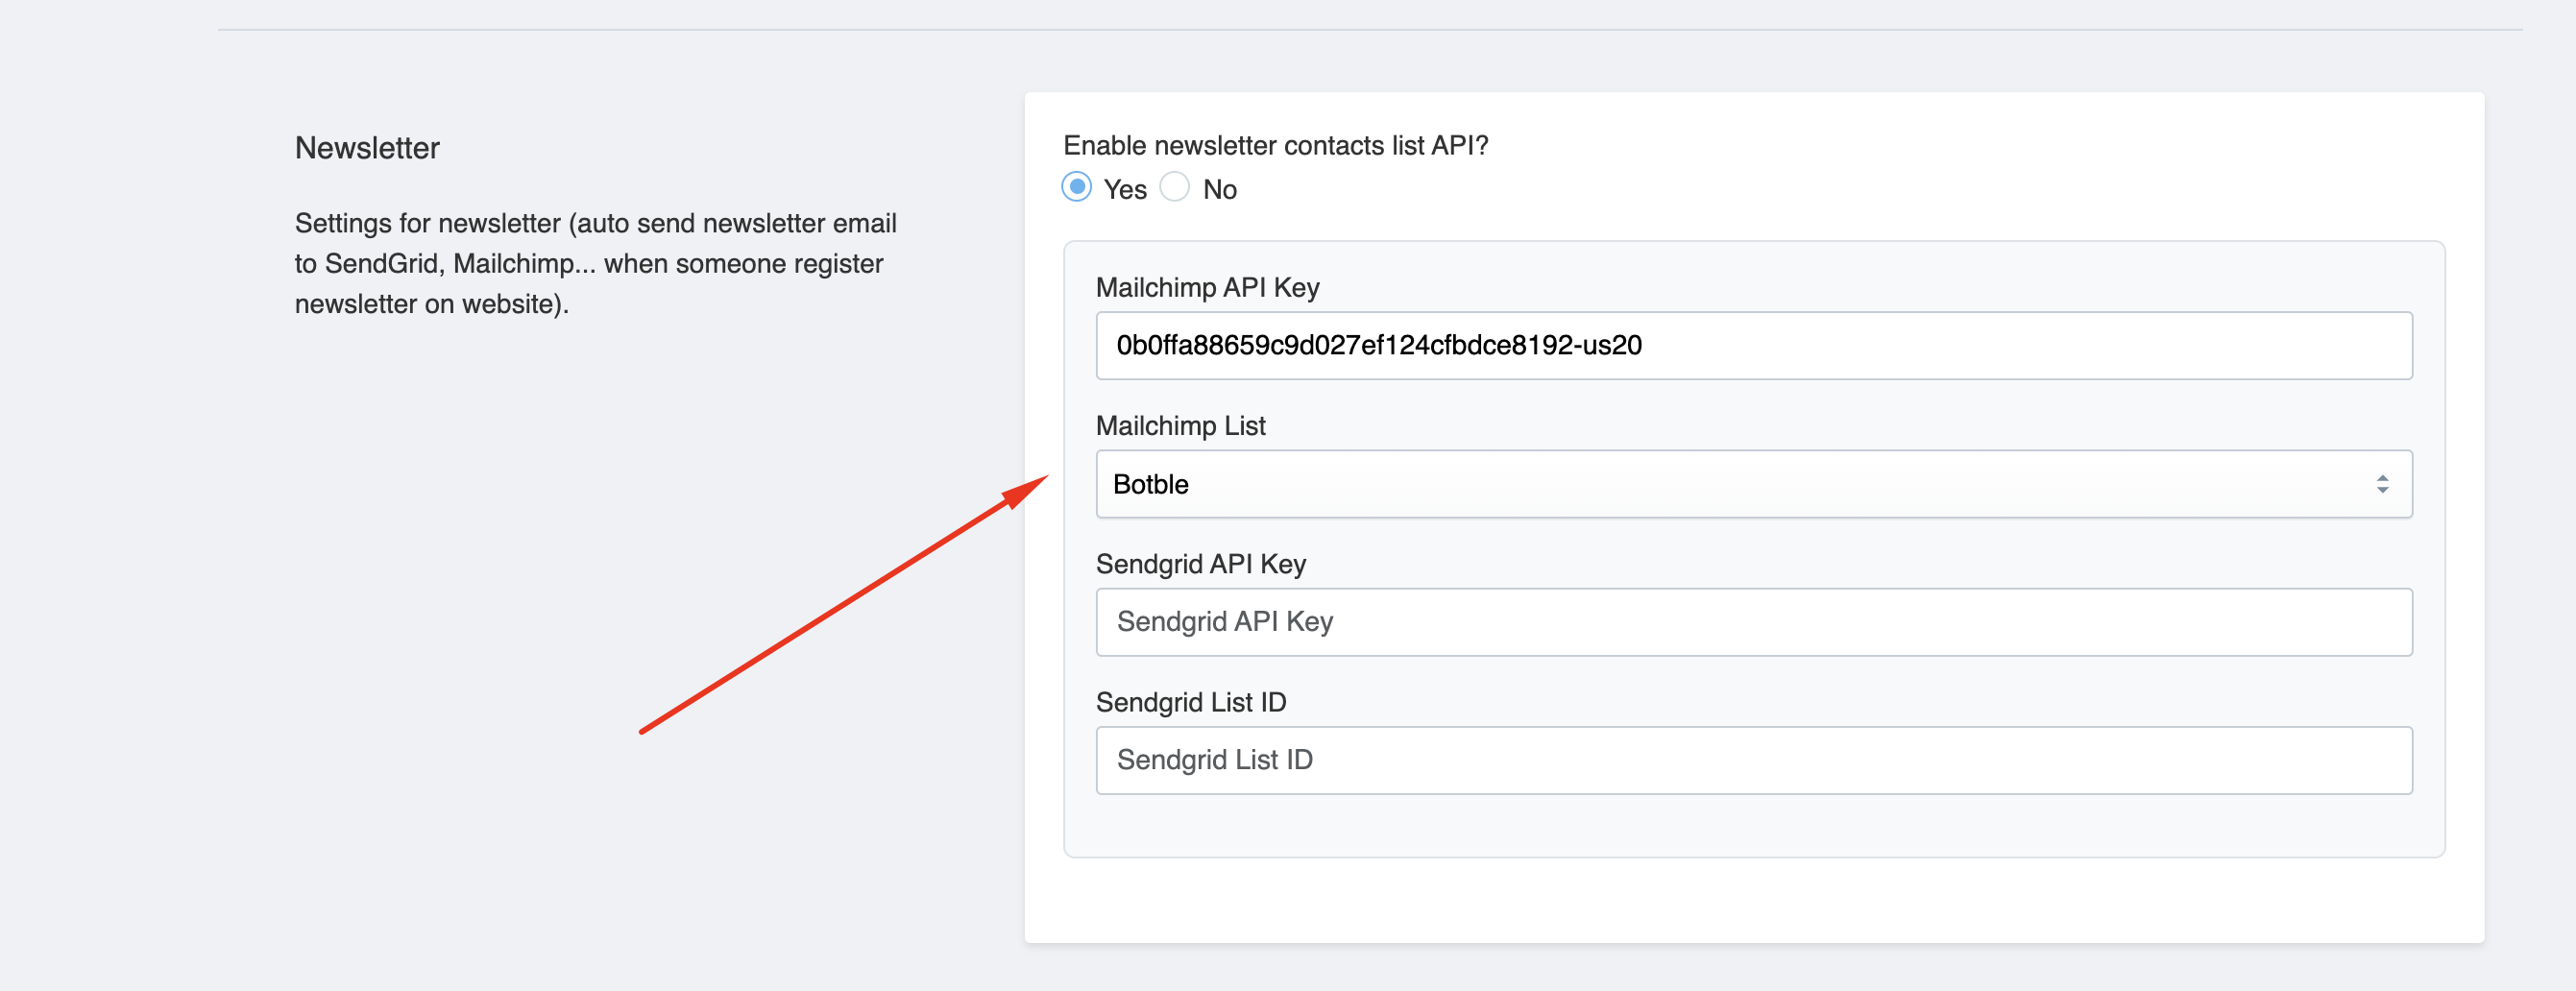 Newsletter
Settings for newsletter (auto send newsletter email
to SendGrid, Mailchimp... when someone register
newsletter on website).
Enable newsletter contacts list API?
Yes No
Mailchimp API Key
0b0ffa88659c9d027ef124cfbdce8192-us20
Mailchimp List
Botble
Sendgrid API Key
Sendgrid API Key
Sendgrid List ID
Sendgrid List ID